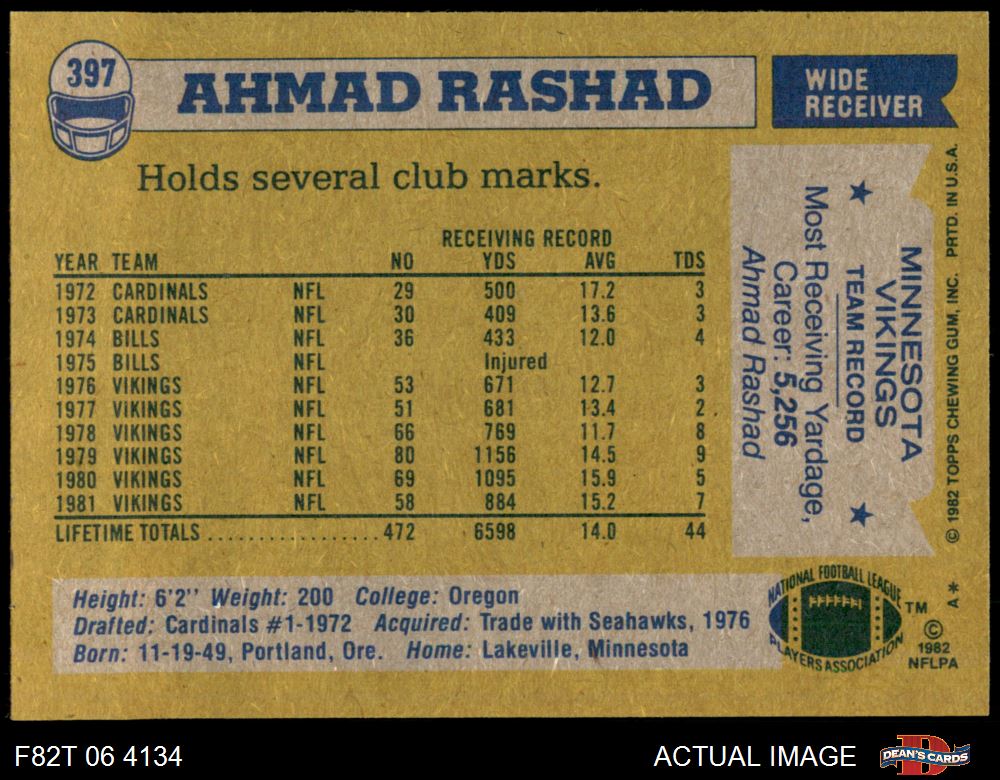 397
AHMAD RASHAD
WIDE
RECEIVER
Holds several club marks.
RECEIVING RECORD
YEAR TEAM NO YDS AVG TDS
1972 CARDINALS NFL 29 500 17.2 3
1973 CARDINALS NFL 30 409 13.6 3
1974 BILLS NFL 36 433 12.0 4
1975 BILLS NFL Injured
1976 VIKINGS NFL 53 671 12.7 3
1977 VIKINGS NFL 51 681 13.4 2
1978 VIKINGS NFL 66 769 11.7 8
1979 VIKINGS NFL 80 1156 14.5 9
1980 VIKINGS NFL 69 1095 15.9 5
1981 VIKINGS NFL 58 884 15.2 7
LIFETIME TOTALS ................. 472 6598 14.0 44
MINNESOTA
VIKINGS
★ TEAM RECORD ★
Most Receiving Yardage,
Career: 5,256
Ahmad Rashad
© 1982 TOPPS CHEWING GUM, INC. PRTD. IN U.S.A.
Height: 6'2" Weight: 200 College: Oregon
Drafted: Cardinals #1-1972 Acquired: Trade with Seahawks, 1976
Born: 11-19-49, Portland, Ore. Home: Lakeville, Minnesota
NATIONAL FOOTBALL LEAGUE
PLAYERS ASSOCIATION
TM
A*
©
1982
NFLPA
F82T 06 4134
ACTUAL IMAGE
D
DEAN'S CARDS